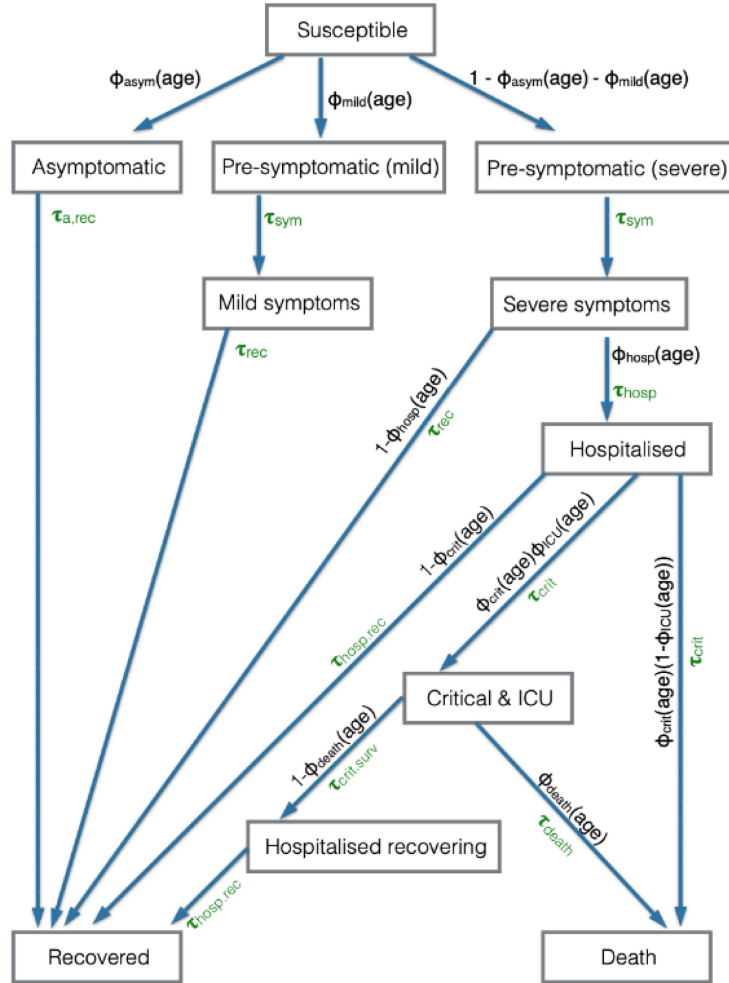 Susceptible
ϕasym(age)
ϕmild(age)
1 - ϕasym(age) - ϕmild(age)
Asymptomatic
Pre-symptomatic (mild)
Pre-symptomatic (severe)
τa,rec
τsym
τsym
Mild symptoms
Severe symptoms
τrec
ϕhosp(age)
τhosp
1-ϕhosp(age)
τrec
Hospitalised
1-ϕcrit(age)
τhosp,rec
ϕcrit(age)ϕICU(age)
τcrit
ϕcrit(age)(1-ϕICU(age))
τcrit
Critical & ICU
1-ϕdeath(age)
τcrit,surv
ϕdeath(age)
τdeath
Hospitalised recovering
τhosp,rec
Recovered
Death